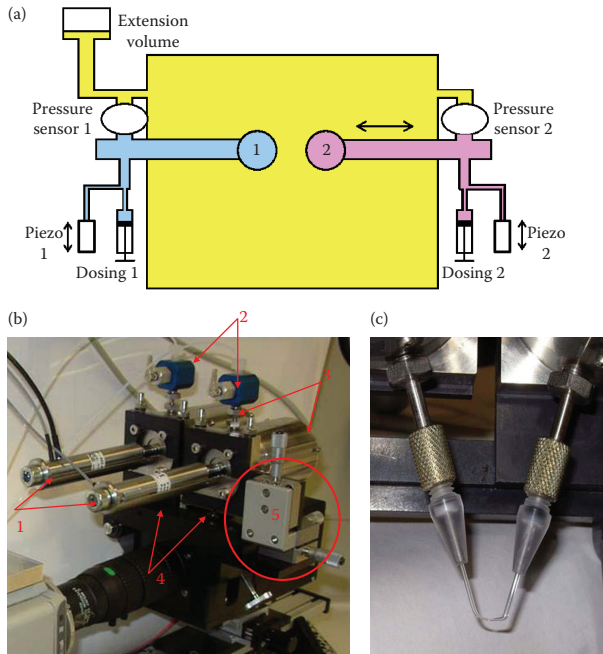 (a)
Extension
volume
Pressure
sensor 1
Pressure
sensor 2
1
2
Piezo
1
Dosing 1
Dosing 2
Piezo
2
(b)
2
3
1
4
5
(c)